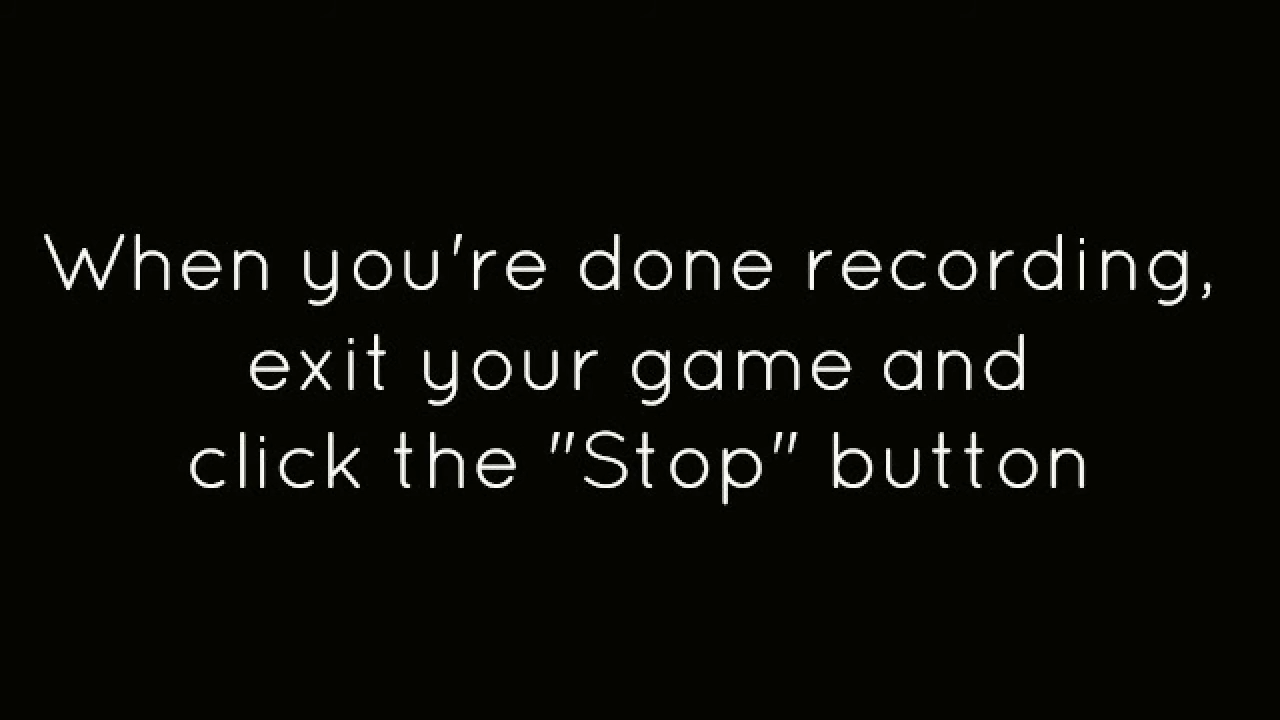 When you're done recording,
exit your game and
click the "Stop" button